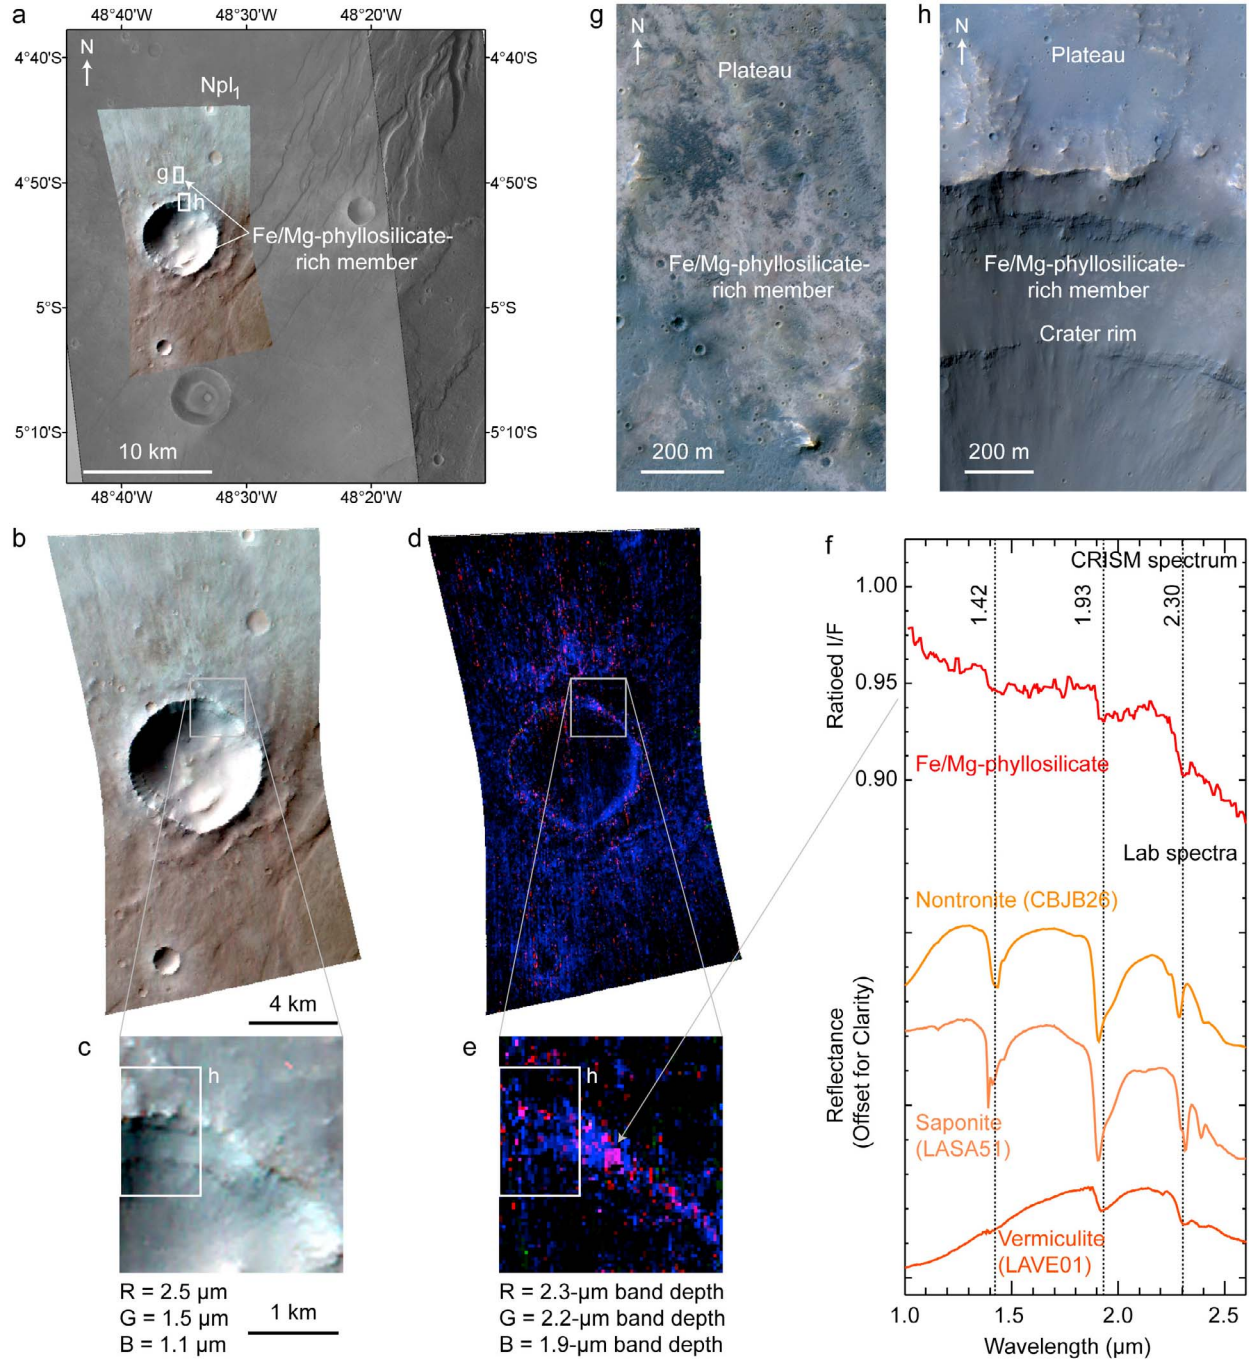 a
48°40'W
48°30'W
48°20'W
4°40'S
4°40'S
N
Npl₁
4°50'S
4°50'S
g
h
Fe/Mg-phyllosilicate-
rich member
5°S
5°S
5°10'S
5°10'S
10 km
48°40'W
48°30'W
48°20'W
g
N
Plateau
Fe/Mg-phyllosilicate-
rich member
200 m
h
N
Plateau
Fe/Mg-phyllosilicate-
rich member
Crater rim
200 m
b
4 km
c
h
R = 2.5 µm
G = 1.5 µm
B = 1.1 µm
1 km
d
e
h
R = 2.3-µm band depth
G = 2.2-µm band depth
B = 1.9-µm band depth
f
CRISM spectrum
1.00
1.42
1.93
2.30
Ratioed I/F
0.95
Fe/Mg-phyllosilicate
0.90
Lab spectra
Nontronite (CBJB26)
Reflectance
(Offset for Clarity)
Saponite
(LASA51)
Vermiculite
(LAVE01)
1.0
1.5
2.0
2.5
Wavelength (µm)